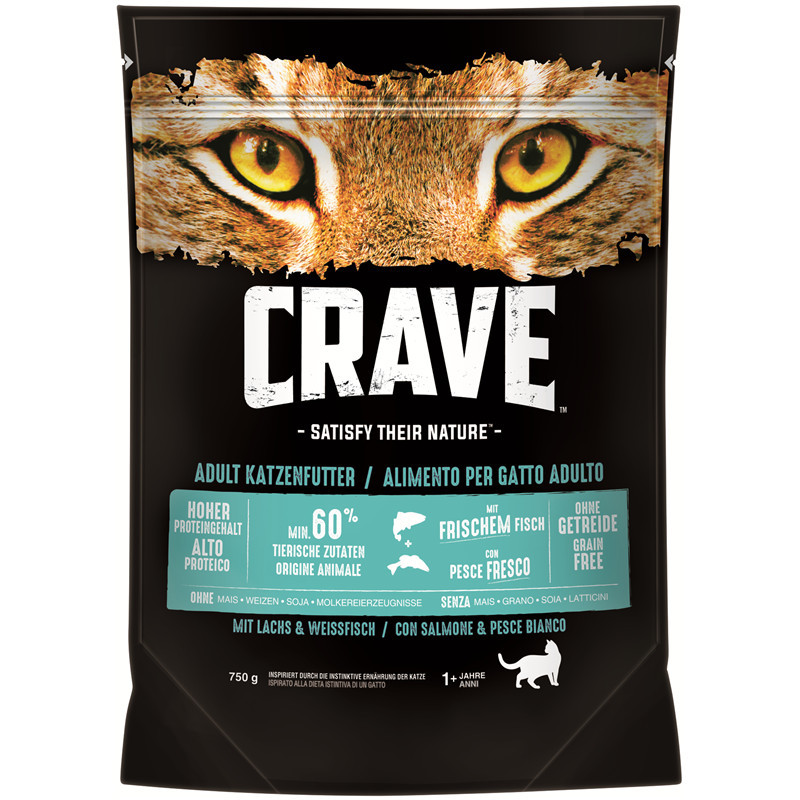 CRAVE™
- SATISFY THEIR NATURE™ -
ADULT KATZENFUTTER / ALIMENTO PER GATTO ADULTO
HOHER
PROTEINGEHALT
ALTO
PROTEICO
MIN. 60%
TIERISCHE ZUTATEN
ORIGINE ANIMALE
+
MIT
FRISCHEM FISCH
CON
PESCE FRESCO
OHNE
GETREIDE
GRAIN
FREE
OHNE MAIS • WEIZEN • SOJA • MOLKEREIERZEUGNISSE
SENZA MAIS • GRANO • SOIA • LATTICINI
MIT LACHS & WEISSFISCH / CON SALMONE & PESCE BIANCO
750 g
INSPIRIERT DURCH DIE INSTINKTIVE ERNÄHRUNG DER KATZE
ISPIRATO ALLA DIETA ISTINTIVA DI UN GATTO
1+ JAHRE
ANNI